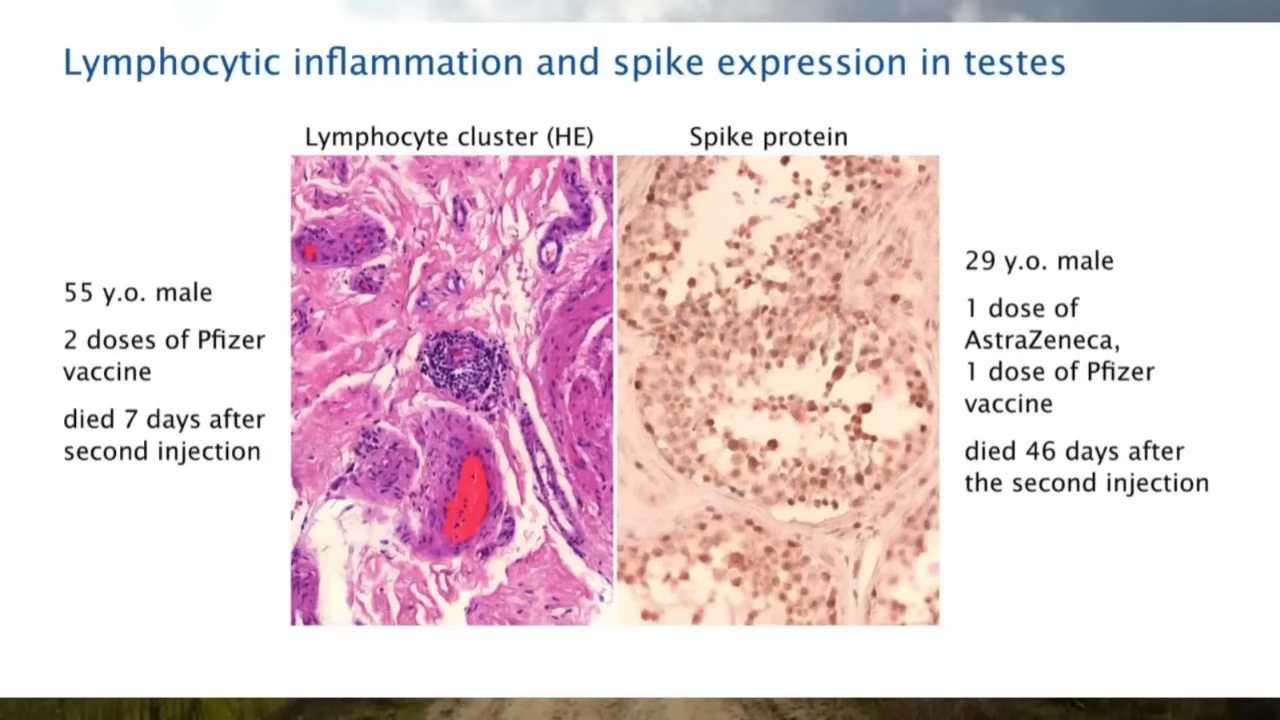 Lymphocytic inflammation and spike expression in testes
Lymphocyte cluster (HE)
Spike protein
55 y.o. male
2 doses of Pfizer
vaccine
died 7 days after
second injection
29 y.o. male
1 dose of
AstraZeneca,
1 dose of Pfizer
vaccine
died 46 days after
the second injection